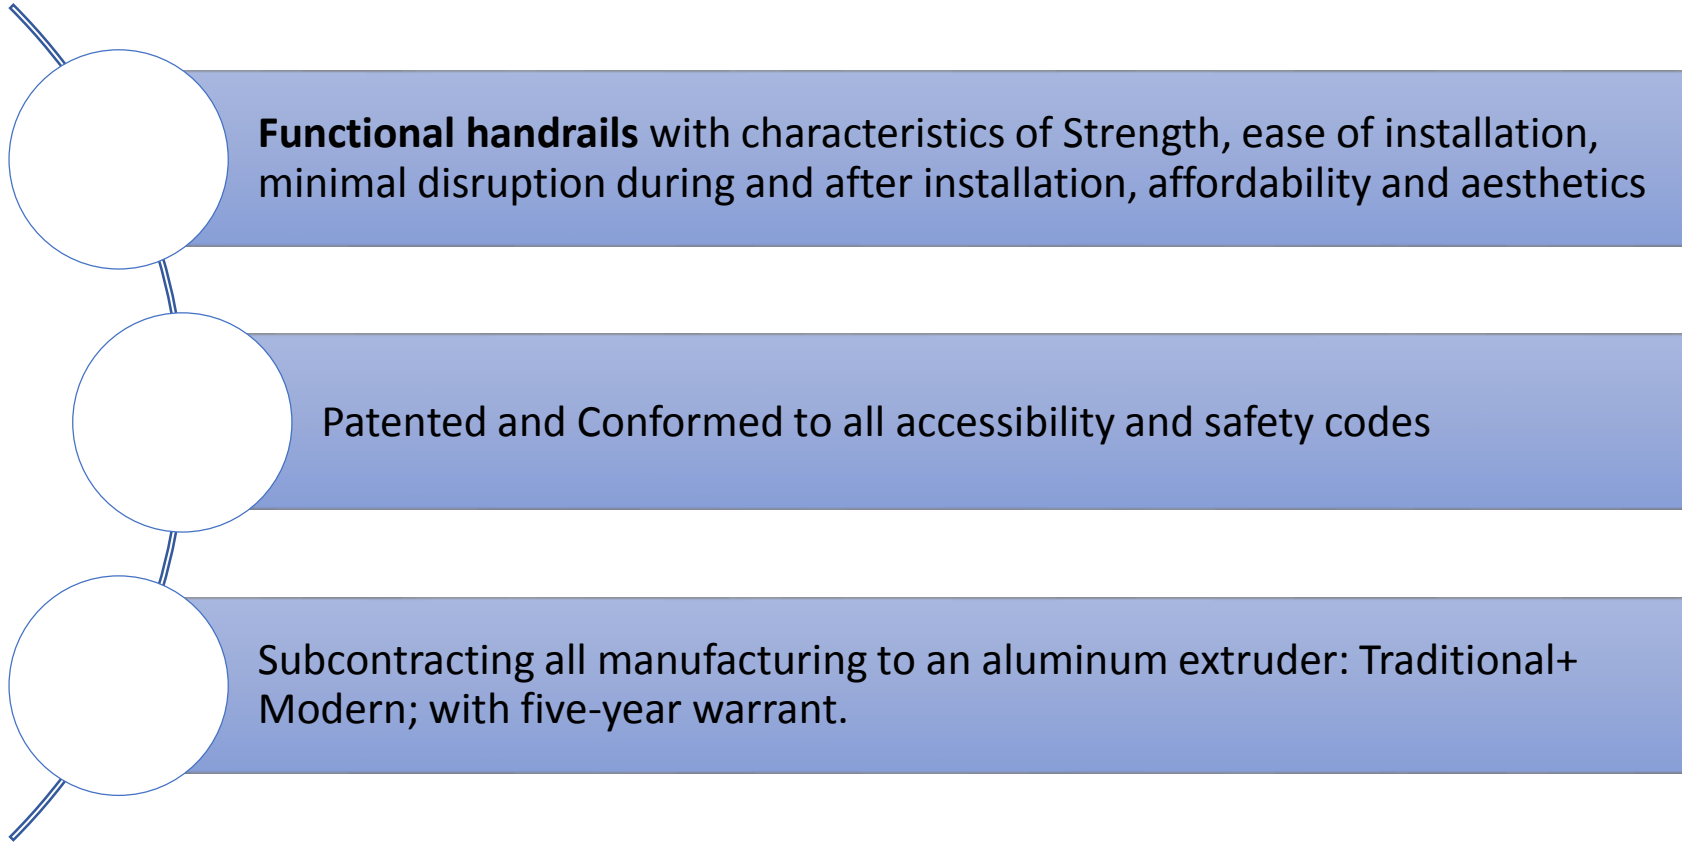 Functional handrails with characteristics of Strength, ease of installation,
minimal disruption during and after installation, affordability and aesthetics
Patented and Conformed to all accessibility and safety codes
Subcontracting all manufacturing to an aluminum extruder: Traditional+
Modern; with five-year warrant.